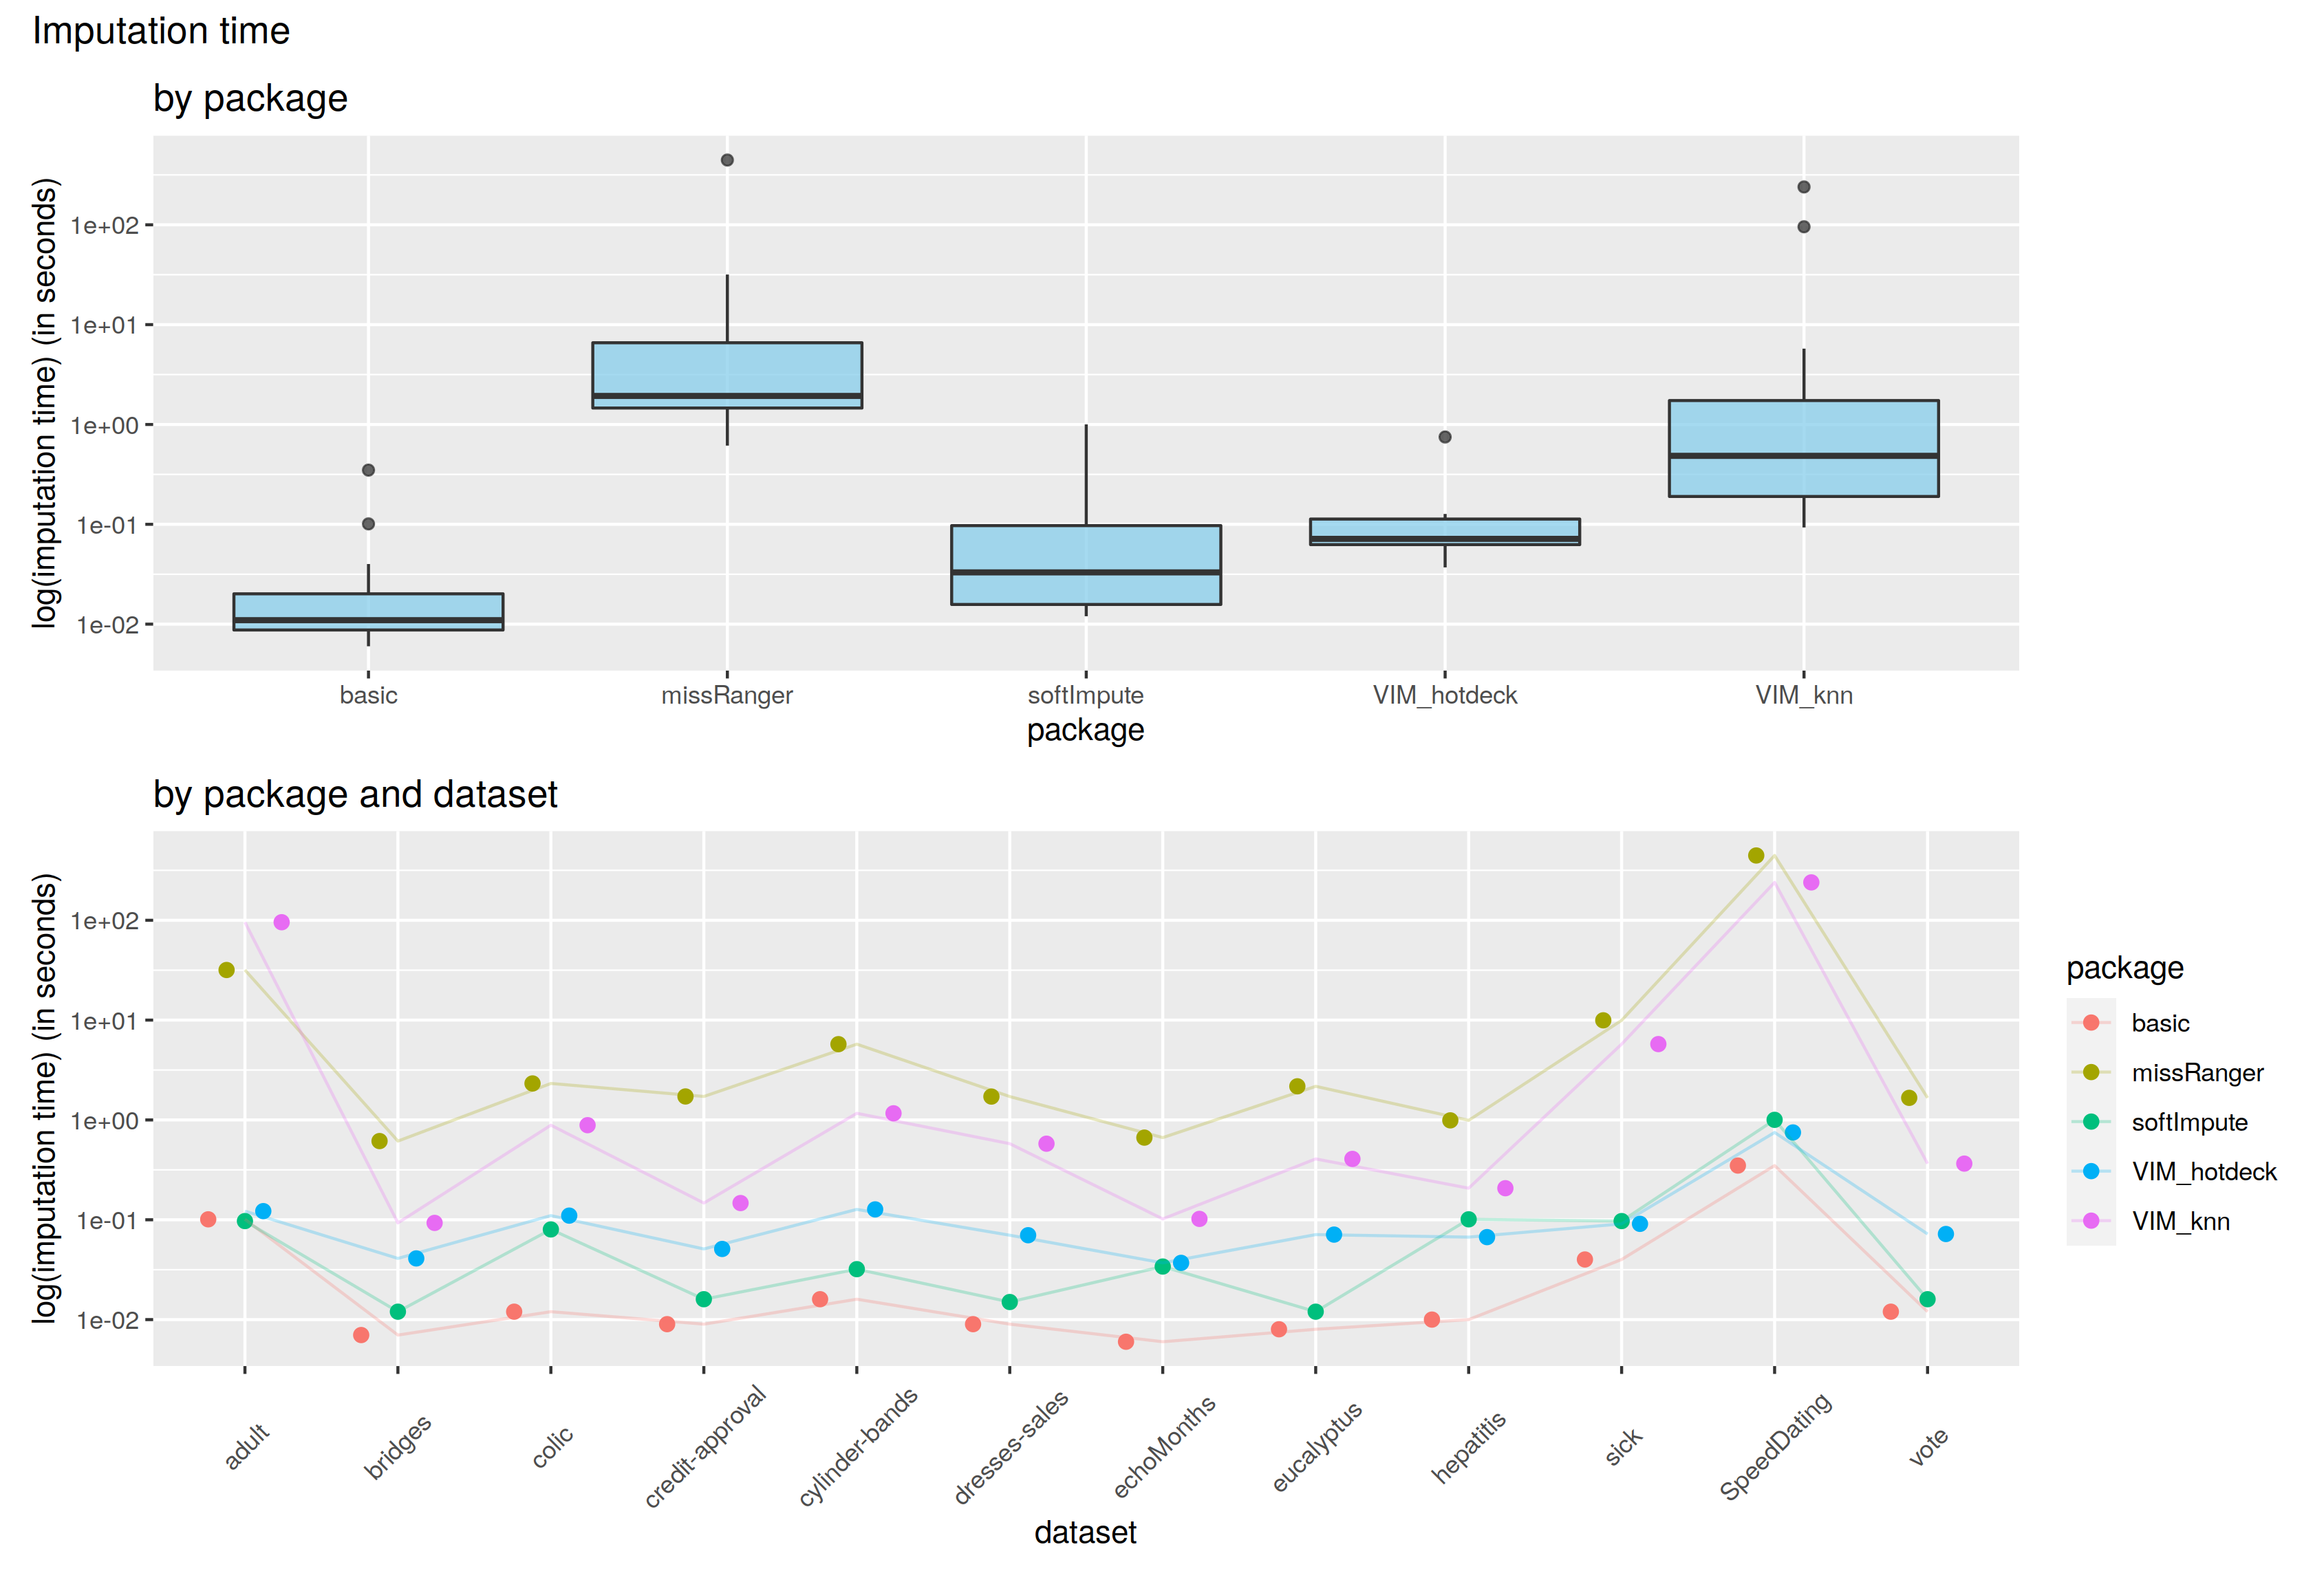 Imputation time
by package
log(imputation time) (in seconds)
1e+02
1e+01
1e+00
1e-01
1e-02
basic missRanger softImpute VIM_hotdeck VIM_knn
package
by package and dataset
log(imputation time) (in seconds)
1e+02
1e+01
1e+00
1e-01
1e-02
adult bridges colic credit-approval cylinder-bands dresses-sales echoMonths eucalyptus hepatitis sick SpeedDating vote
dataset
package
basic
missRanger
softImpute
VIM_hotdeck
VIM_knn